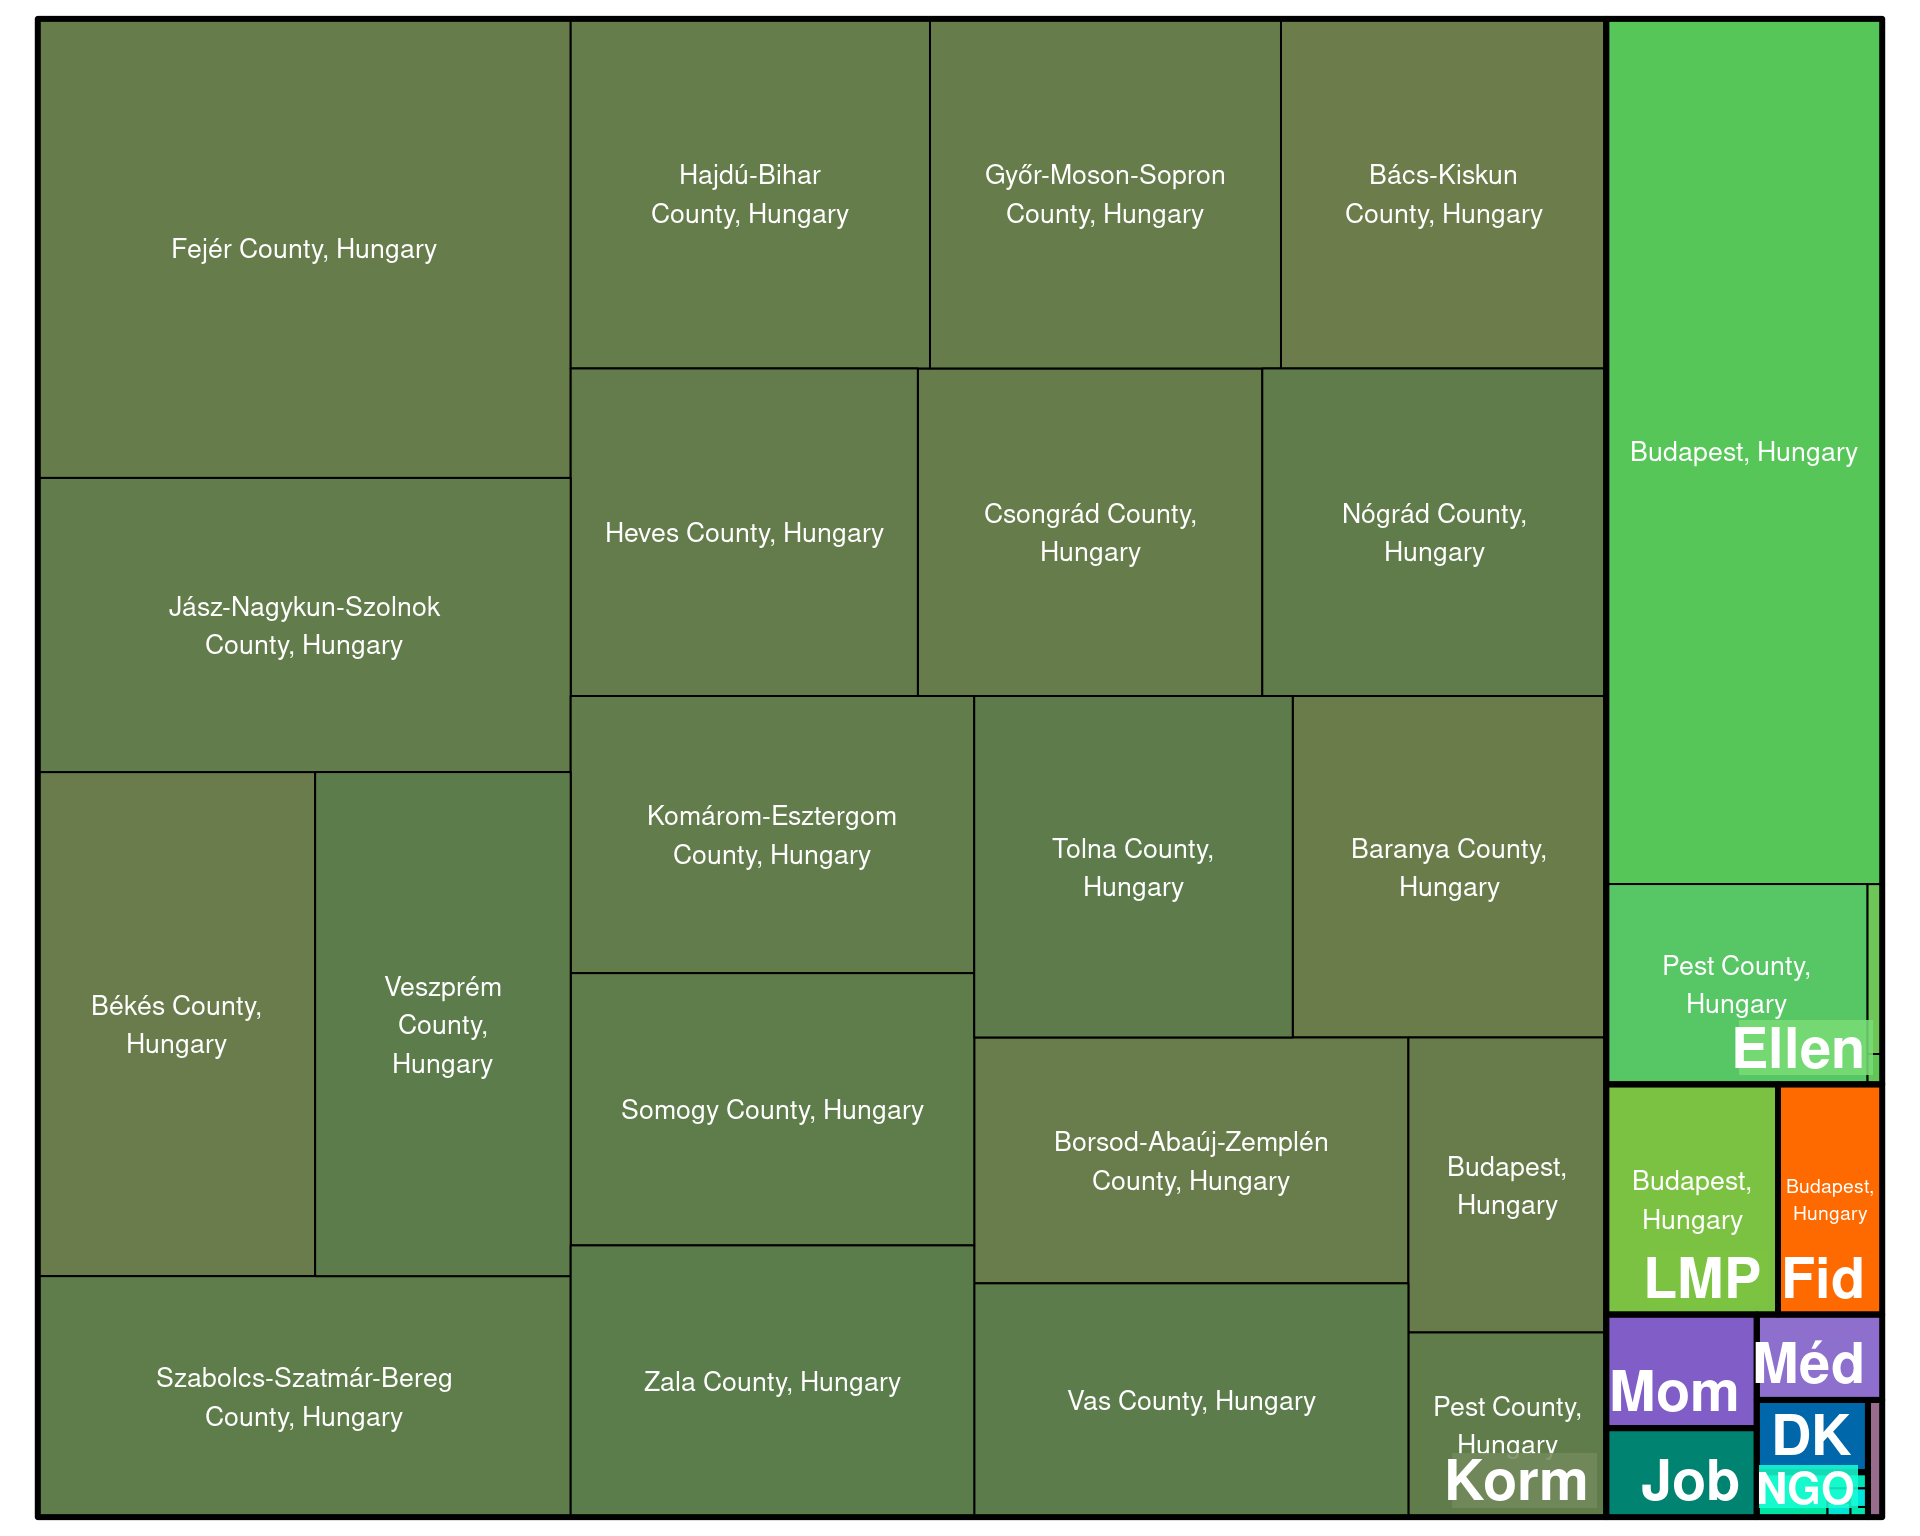 Fejér County, Hungary
Hajdú-Bihar
County, Hungary
Győr-Moson-Sopron
County, Hungary
Bács-Kiskun
County, Hungary
Budapest, Hungary
Jász-Nagykun-Szolnok
County, Hungary
Heves County, Hungary
Csongrád County,
Hungary
Nógrád County,
Hungary
Békés County,
Hungary
Veszprém
County,
Hungary
Komárom-Esztergom
County, Hungary
Tolna County,
Hungary
Baranya County,
Hungary
Pest County,
Hungary
Ellen
Somogy County, Hungary
Borsod-Abaúj-Zemplén
County, Hungary
Budapest,
Hungary
Budapest,
Hungary
LMP
Budapest,
Hungary
Fid
Szabolcs-Szatmár-Bereg
County, Hungary
Zala County, Hungary
Vas County, Hungary
Pest County,
Hungary
Korm
Mom
Méd
Job
DK
NGO